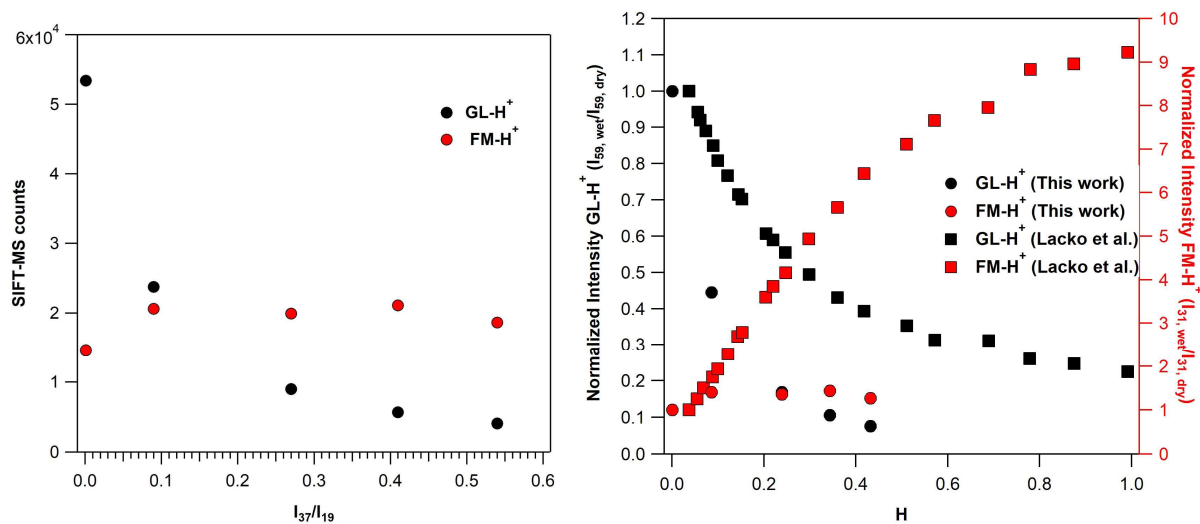 6x10⁴
5
4
3
2
1
0
SIFT-MS counts
0.0 0.1 0.2 0.3 0.4 0.5 0.6
I₃₇/I₁₉
GL-H⁺
FM-H⁺
1.2
1.1
1.0
0.9
0.8
0.7
0.6
0.5
0.4
0.3
0.2
0.1
0.0
Normalized Intensity GL-H⁺ (I₅₉, wet/I₅₉, dry)
0.0 0.2 0.4 0.6 0.8 1.0
H
GL-H⁺ (This work)
FM-H⁺ (This work)
GL-H⁺ (Lacko et al.)
FM-H⁺ (Lacko et al.)
10
9
8
7
6
5
4
3
2
1
0
Normalized Intensity FM-H⁺ (I₃₁, wet/I₃₁, dry)